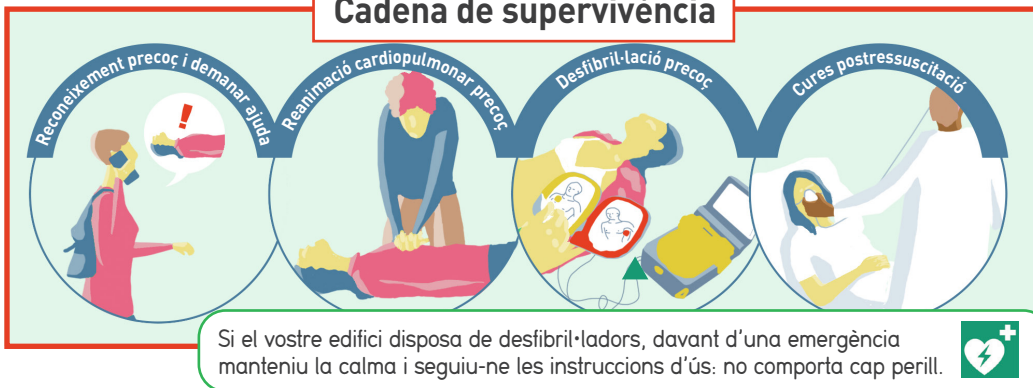 Cadena de supervivència
Reconeixement precoç i demanar ajuda
Reanimació cardiopulmonar precoç
Desfibril·lació precoç
Cures postressuscitació
Si el vostre edifici disposa de desfibril·ladors, davant d'una emergència
manteniu la calma i seguiu-ne les instruccions d'ús: no comporta cap perill.